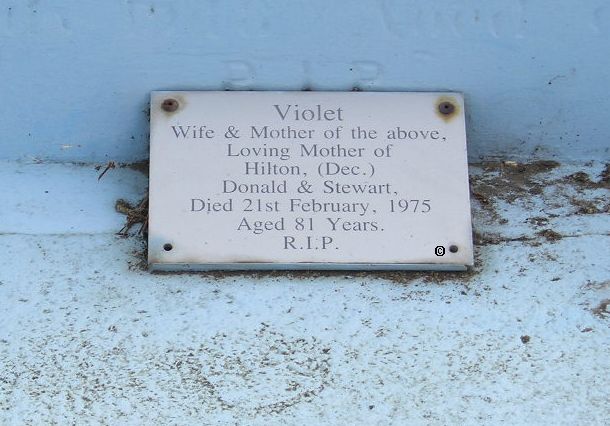 R.I.P.
Violet
Wife & Mother of the above,
Loving Mother of
Hilton, (Dec.)
Donald & Stewart,
Died 21st February, 1975
Aged 81 Years.
R.I.P.
©